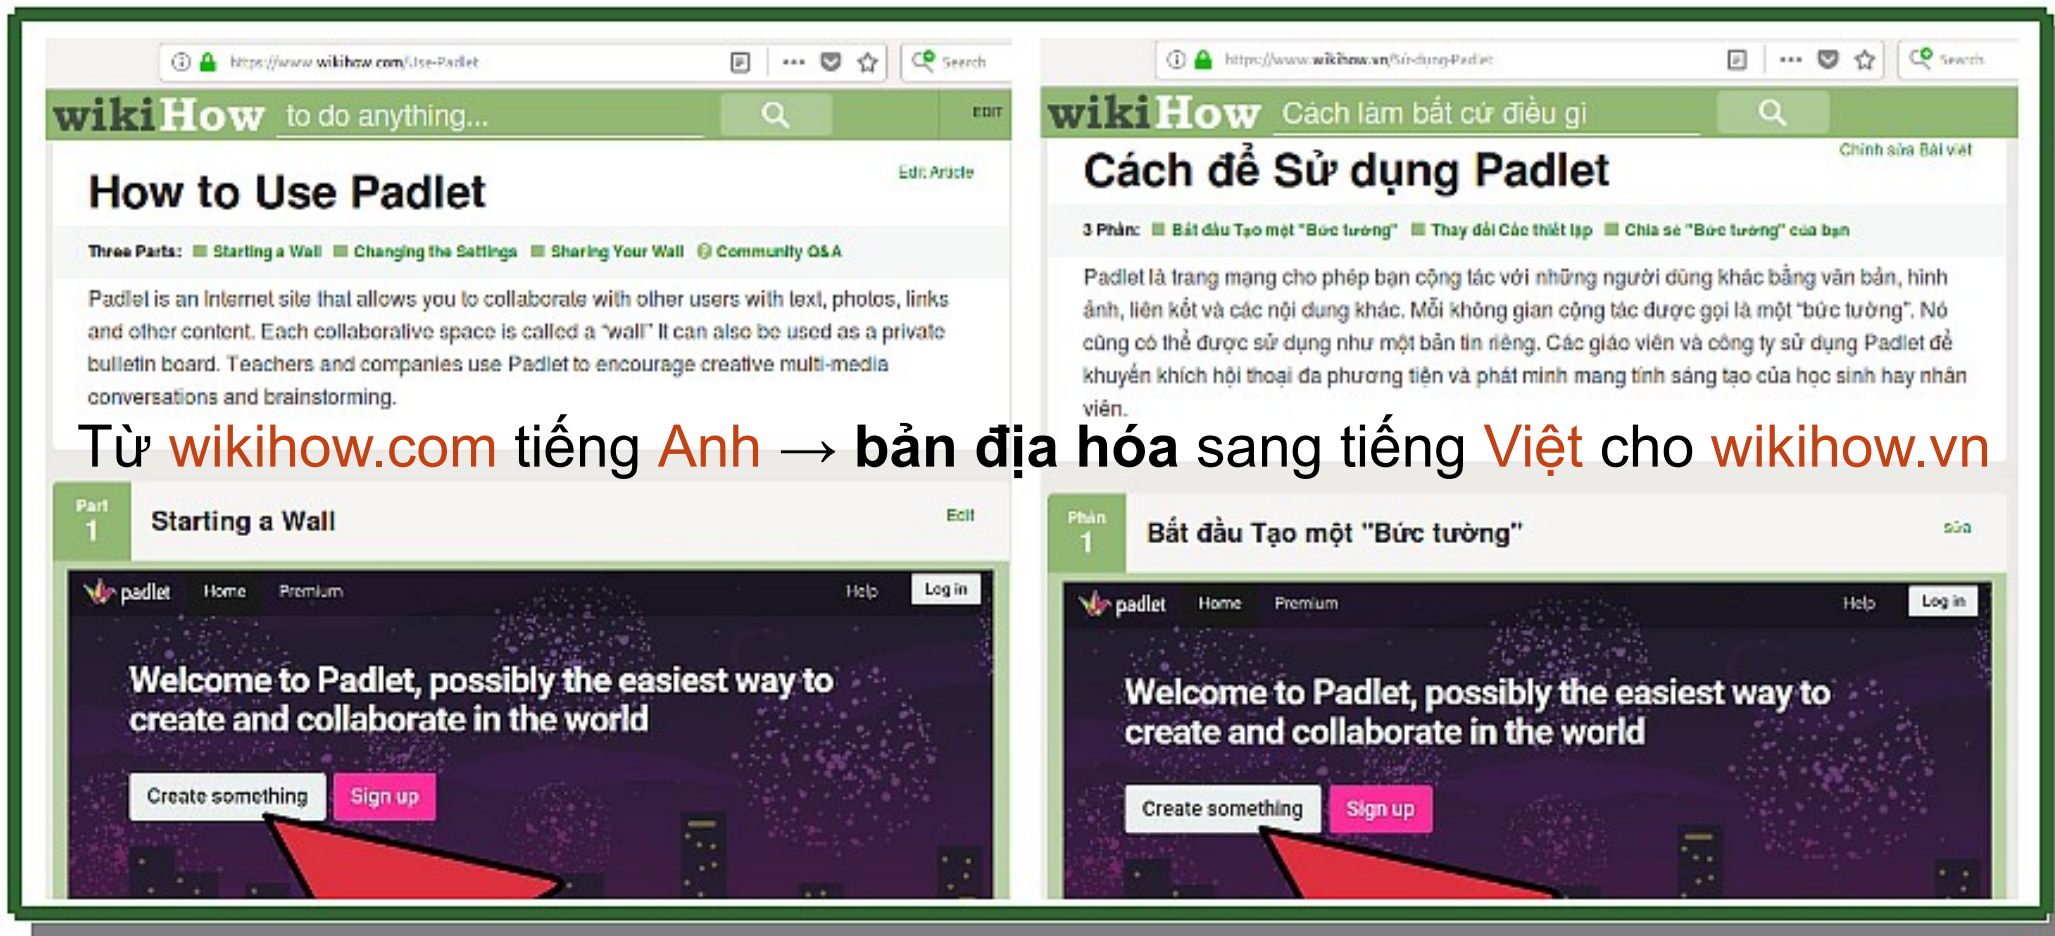 https://www.wikihow.com/Use-Padlet
Search
wikiHow to do anything...
EDIT
How to Use Padlet
Edit Article
Three Parts: Starting a Wall Changing the Settings Sharing Your Wall Community Q&A
Padlet is an Internet site that allows you to collaborate with other users with text, photos, links
and other content. Each collaborative space is called a "wall" It can also be used as a private
bulletin board. Teachers and companies use Padlet to encourage creative multi-media
conversations and brainstorming.
https://www.wikihow.vn/Sử-dụng-Padlet
Search
wikiHow Cách làm bất cứ điều gì
Chỉnh sửa Bài viết
Cách để Sử dụng Padlet
3 Phần: Bắt đầu Tạo một "Bức tường" Thay đổi Các thiết lập Chia sẻ "Bức tường" của bạn
Padlet là trang mạng cho phép bạn cộng tác với những người dùng khác bằng văn bản, hình
ảnh, liên kết và các nội dung khác. Mỗi không gian cộng tác được gọi là một "bức tường". Nó
cũng có thể được sử dụng như một bản tin riêng. Các giáo viên và công ty sử dụng Padlet để
khuyến khích hội thoại đa phương tiện và phát minh mang tính sáng tạo của học sinh hay nhân
viên.
Từ wikihow.com tiếng Anh → bản địa hóa sang tiếng Việt cho wikihow.vn
Part
1
Starting a Wall
Edit
padlet Home Premium Help Log in
Welcome to Padlet, possibly the easiest way to
create and collaborate in the world
Create something Sign up
Phần
1
Bắt đầu Tạo một "Bức tường"
sửa
padlet Home Premium Help Log in
Welcome to Padlet, possibly the easiest way to
create and collaborate in the world
Create something Sign up